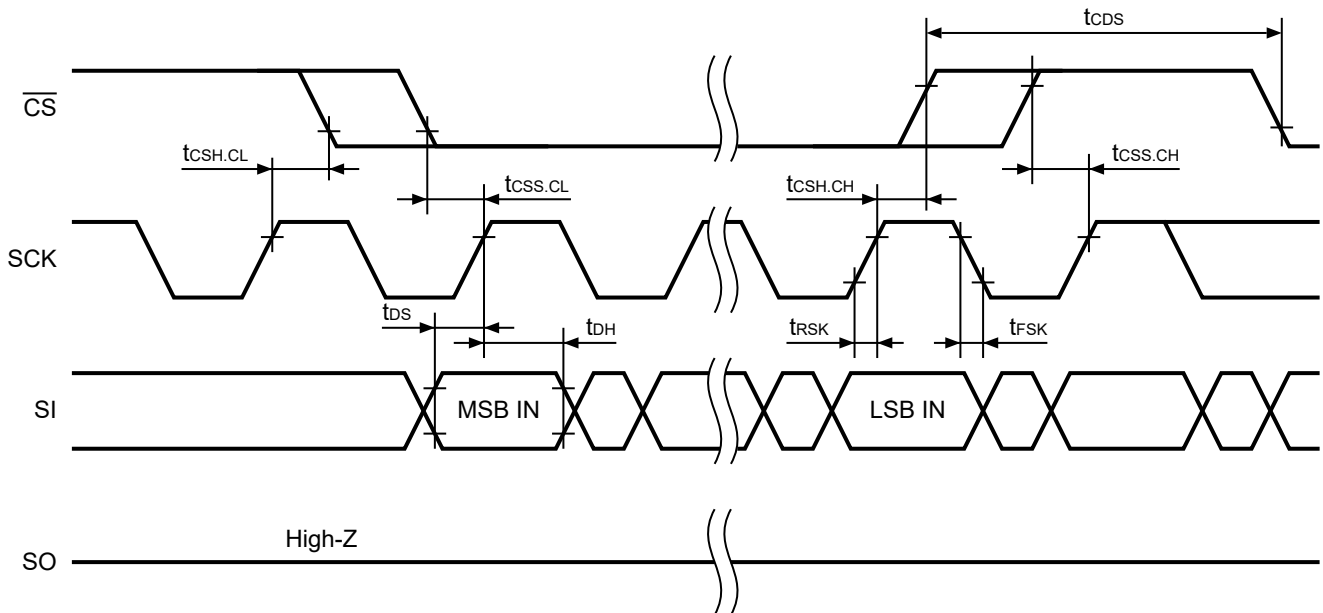 tCDS
CS
tCSH.CL
tCSS.CL
tCSH.CH
tCSS.CH
SCK
tDS
tDH
tRSK
tFSK
SI
MSB IN
LSB IN
High-Z
SO